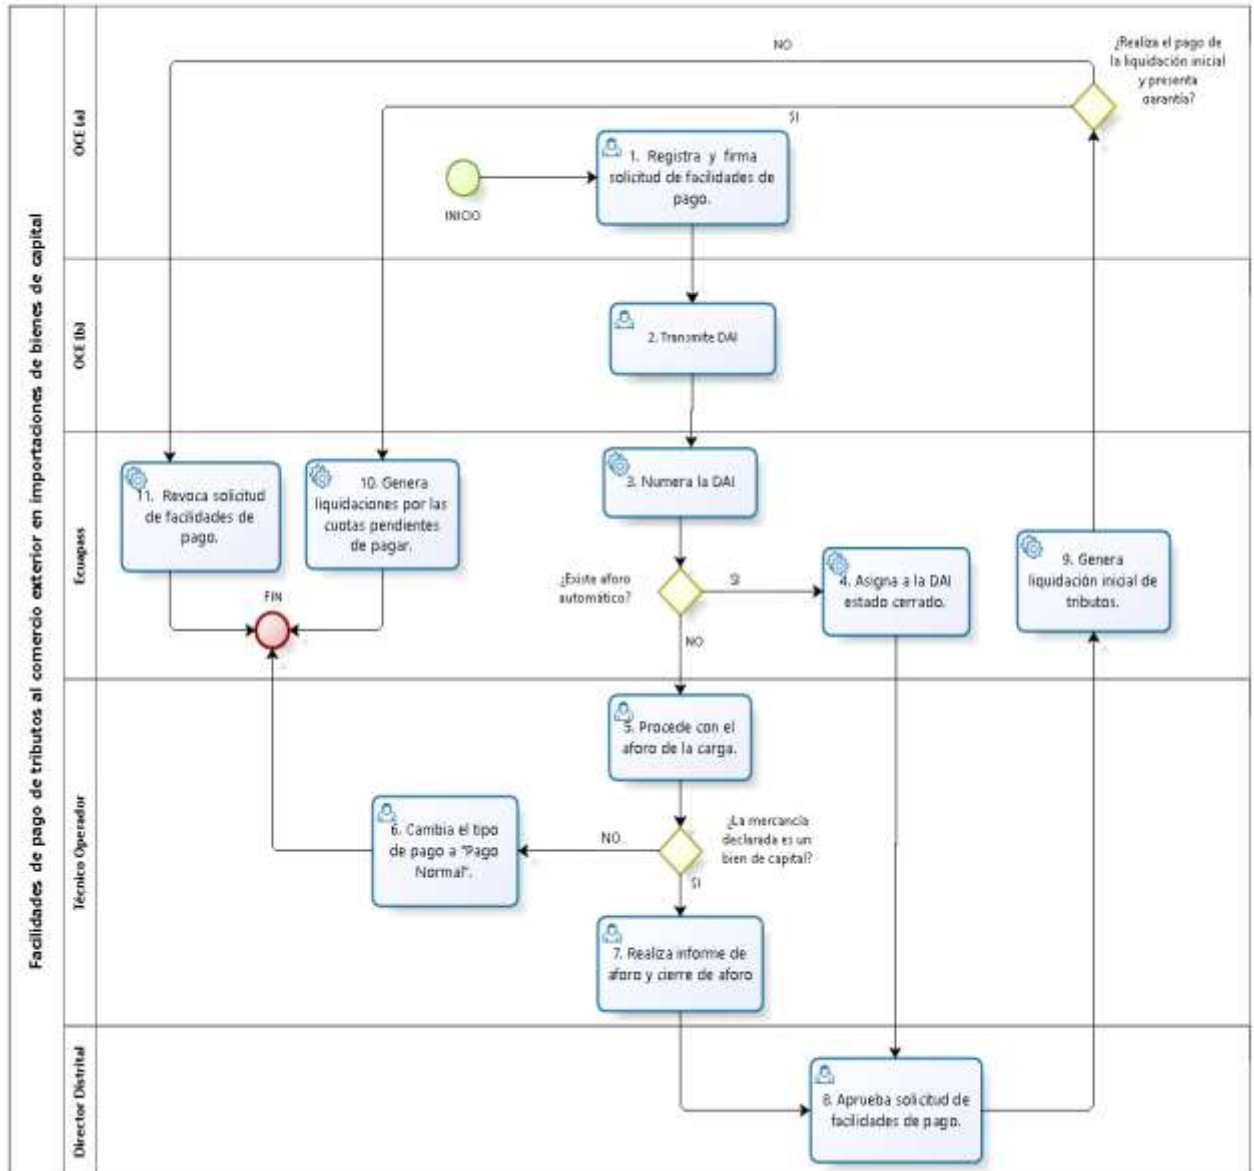 Facilidades de pago de tributos al comercio exterior en importaciones de bienes de capital
OCE (a)
NO
¿Realiza el pago de
la liquidación inicial
y presenta
garantía?
SI
INICIO
1. Registra y firma
solicitud de facilidades de
pago.
OCE (b)
2. Transmite DAI
Ecuapass
11. Revoca solicitud
de facilidades de
pago.
10. Genera
liquidaciones por las
cuotas pendientes
de pagar.
FIN
3. Numera la DAI
¿Existe aforo
automático?
SI
NO
4. Asigna a la DAI
estado cerrado.
9. Genera
liquidación inicial de
tributos.
Técnico Operador
5. Procede con el
aforo de la carga.
6. Cambia el tipo
de pago a "Pago
Normal".
NO
¿La mercancía
declarada es un
bien de capital?
SI
7. Realiza informe de
aforo y cierre de aforo
Director Distrital
8. Aprueba solicitud de
facilidades de pago.